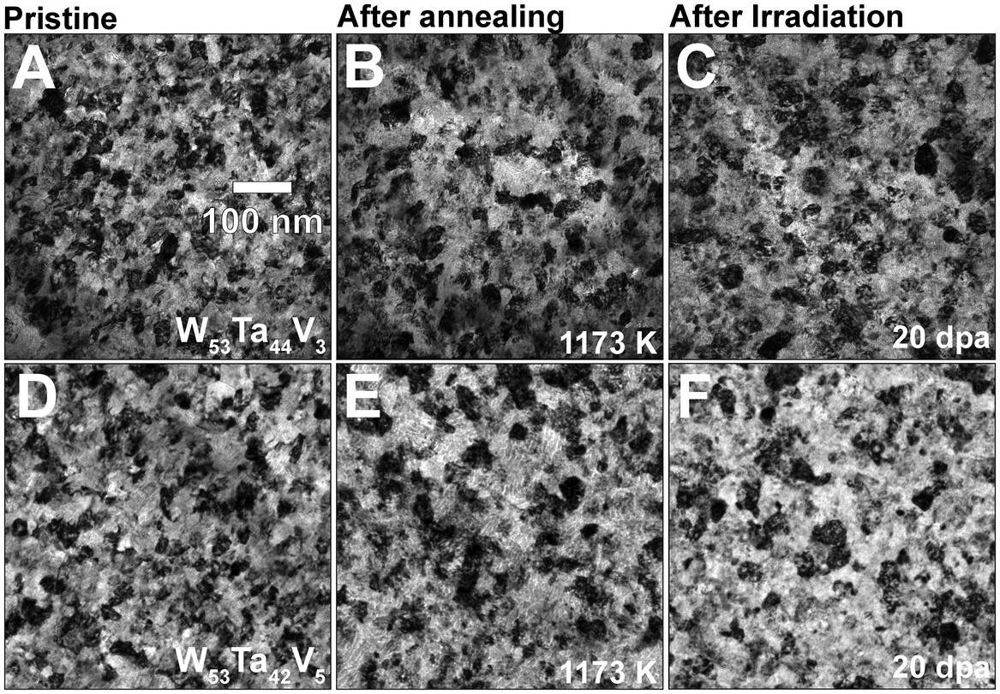 Pristine
After annealing
After Irradiation
A
B
C
100 nm
W₅₃Ta₄₄V₃
1173 K
20 dpa
D
E
F
W₅₃Ta₄₂V₅
1173 K
20 dpa